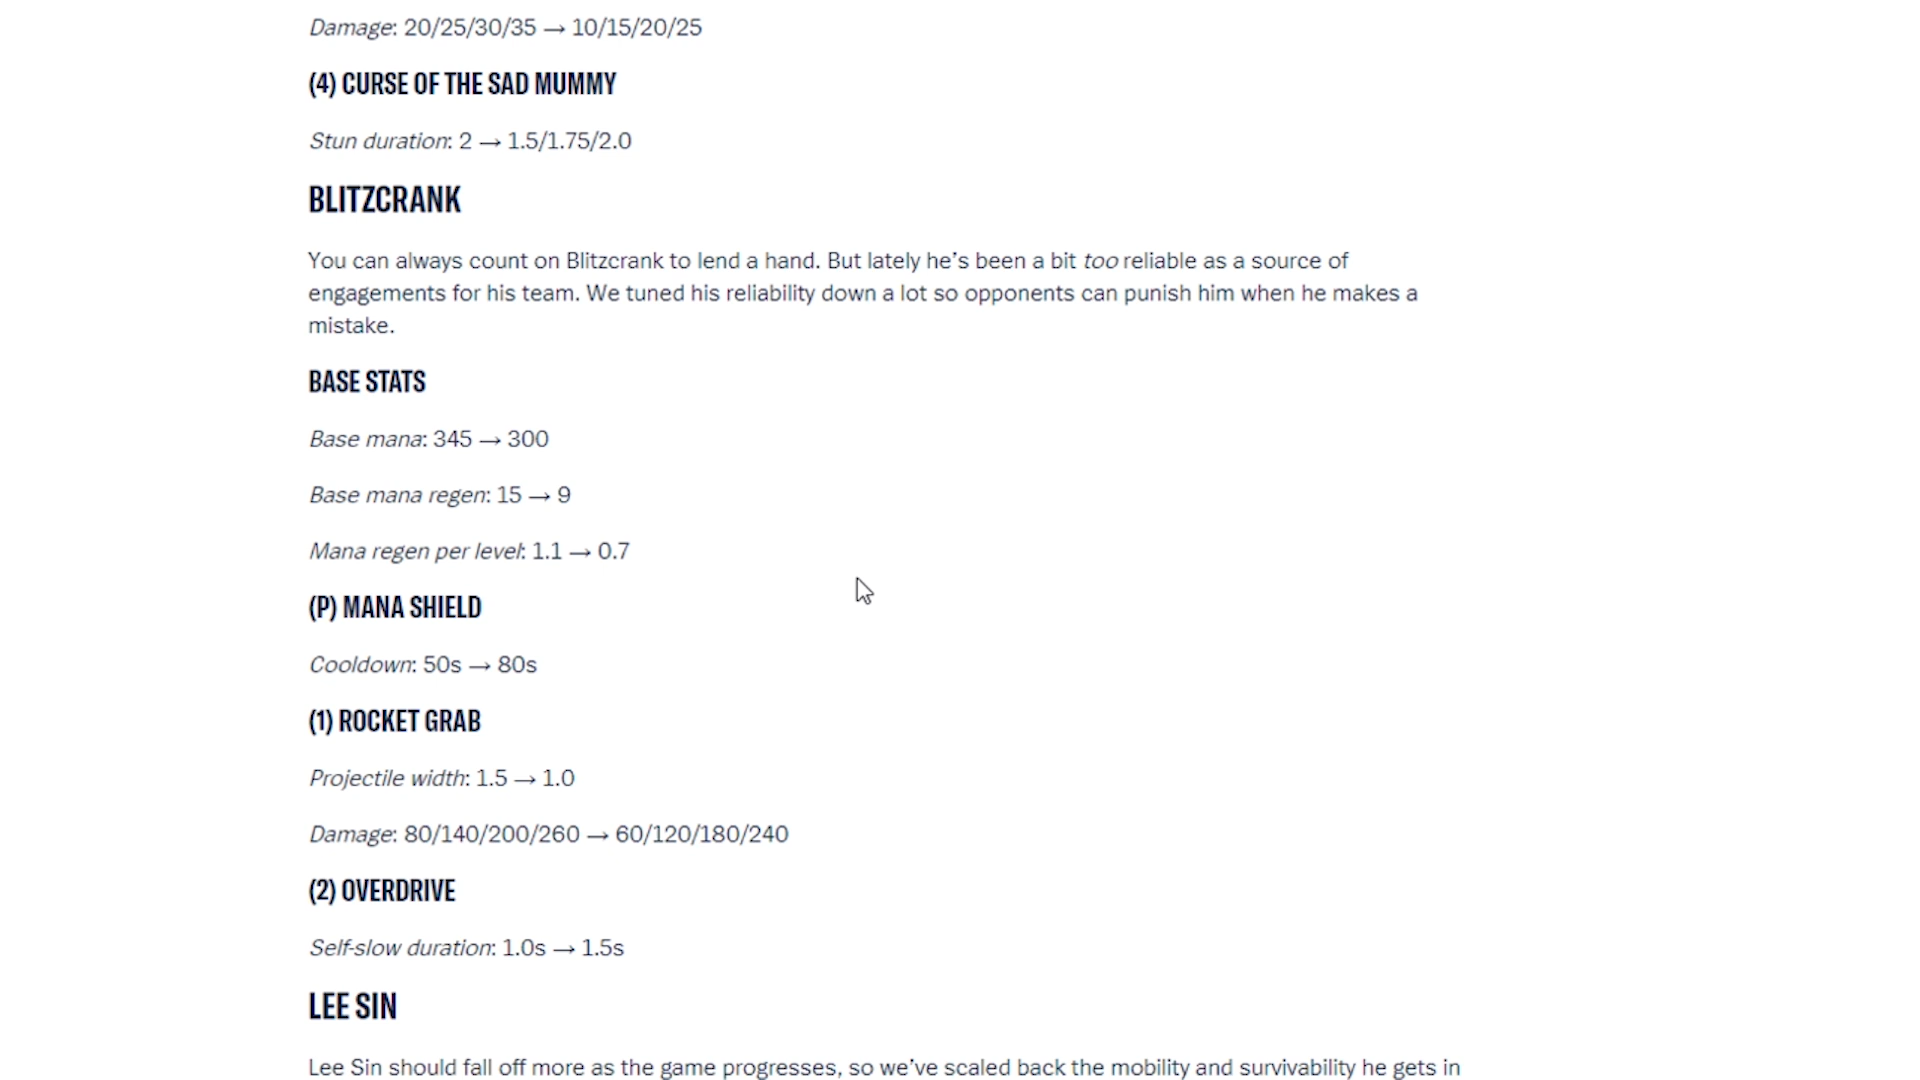 Damage: 20/25/30/35 → 10/15/20/25
(4) CURSE OF THE SAD MUMMY
Stun duration: 2 → 1.5/1.75/2.0
BLITZCRANK
You can always count on Blitzcrank to lend a hand. But lately he's been a bit too reliable as a source of
engagements for his team. We tuned his reliability down a lot so opponents can punish him when he makes a
mistake.
BASE STATS
Base mana: 345 → 300
Base mana regen: 15 → 9
Mana regen per level: 1.1 → 0.7
(P) MANA SHIELD
Cooldown: 50s → 80s
(1) ROCKET GRAB
Projectile width: 1.5 → 1.0
Damage: 80/140/200/260 → 60/120/180/240
(2) OVERDRIVE
Self-slow duration: 1.0s → 1.5s
LEE SIN
Lee Sin should fall off more as the game progresses, so we've scaled back the mobility and survivability he gets in